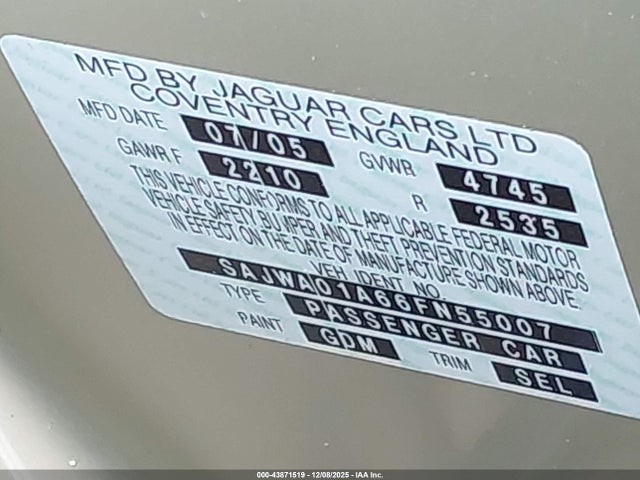 MFD BY JAGUAR CARS LTD
COVENTRY ENGLAND
MFD DATE 07/05 GVWR 4745
GAWR F 2210 R 2535
THIS VEHICLE CONFORMS TO ALL APPLICABLE FEDERAL MOTOR
VEHICLE SAFETY, BUMPER AND THEFT PREVENTION STANDARDS
IN EFFECT ON THE DATE OF MANUFACTURE SHOWN ABOVE.
VEH. IDENT. NO.
SAJWA01A66FN55007
TYPE PASSENGER CAR
PAINT GDM TRIM SEL
000-43871519 - 12/08/2025 - IAA Inc.